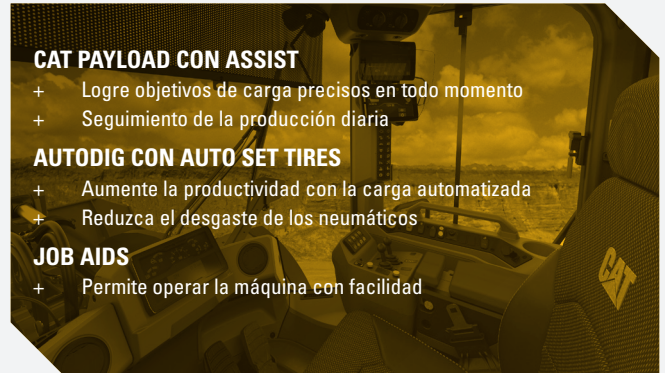 CAT PAYLOAD CON ASSIST
+ Logre objetivos de carga precisos en todo momento
+ Seguimiento de la producción diaria
AUTODIG CON AUTO SET TIRES
+ Aumente la productividad con la carga automatizada
+ Reduzca el desgaste de los neumáticos
JOB AIDS
+ Permite operar la máquina con facilidad
CAT